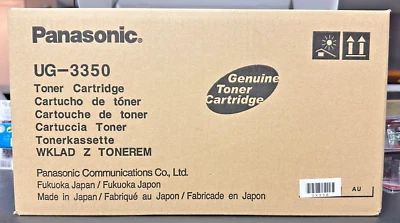 Panasonic®
UG-3350
Toner Cartridge
Cartucho de tóner
Cartouche de toner
Cartuccia Toner
Tonerkassette
WKLAD Z TONEREM
Genuine
Toner
Cartridge
Panasonic Communications Co., Ltd.
Fukuoka Japan / Fukuoka Japon
Made in Japan / Fabriqué au Japon / Fabricado en Japón
AU